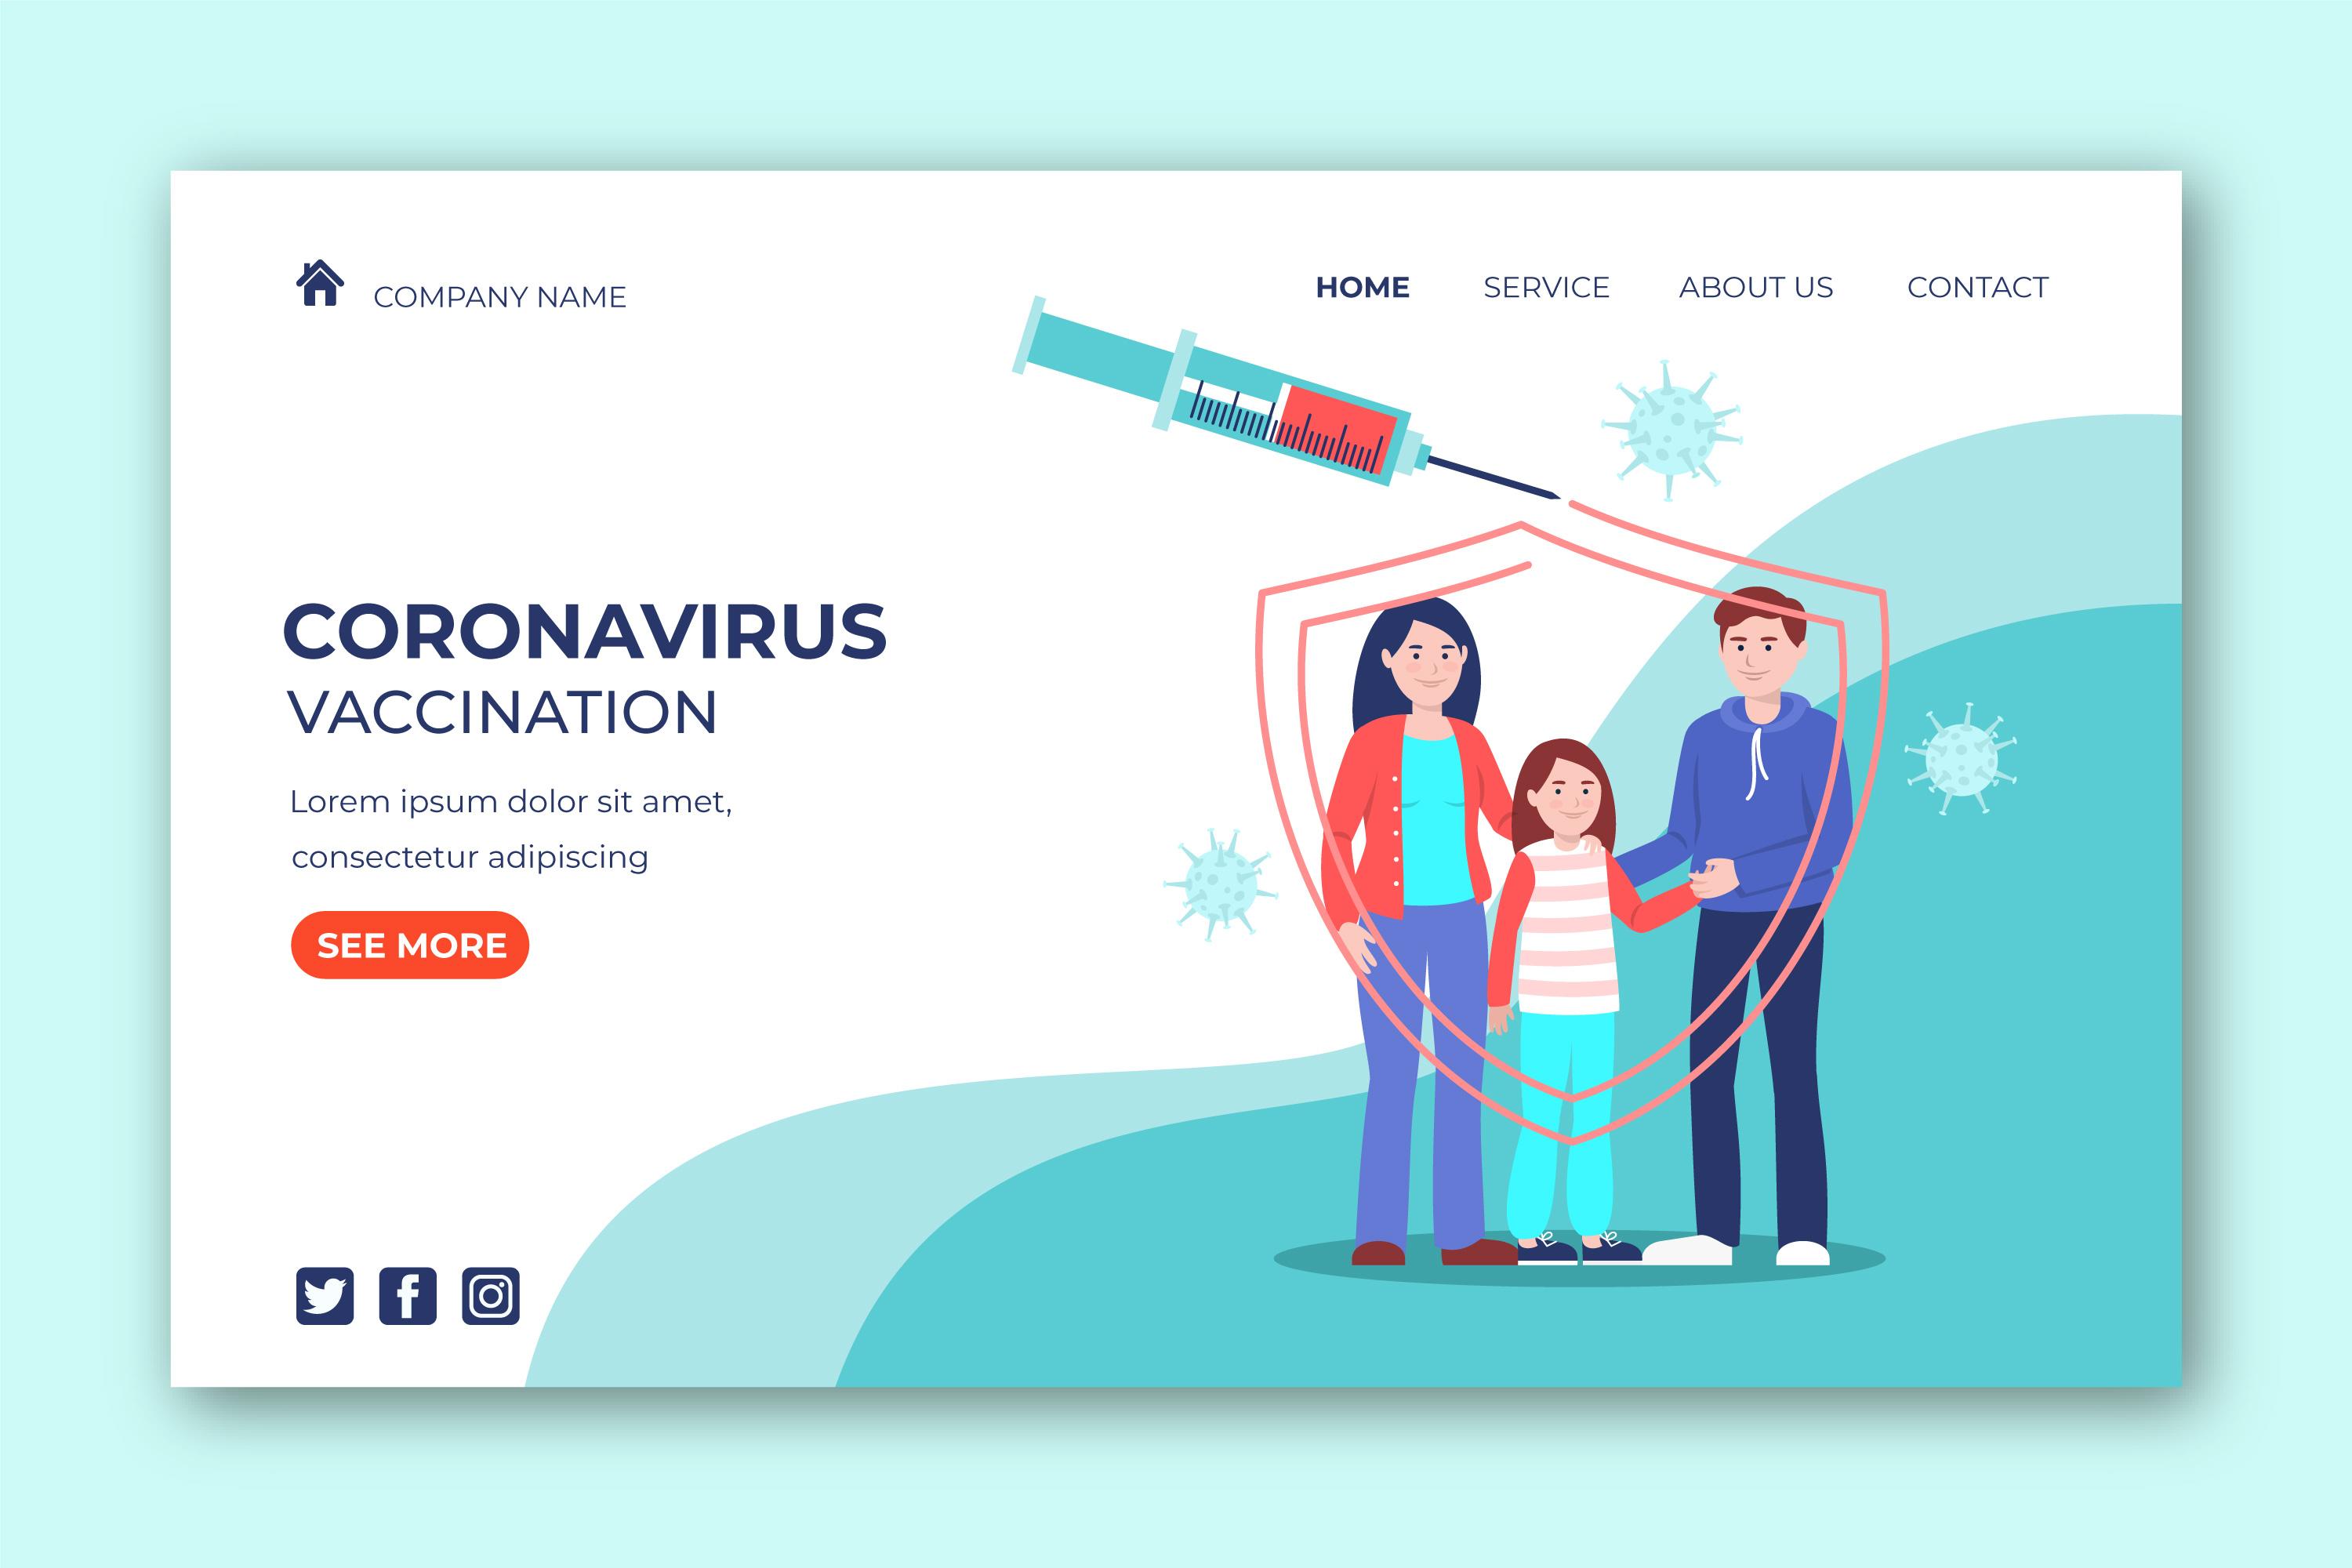 COMPANY NAME
HOME SERVICE ABOUT US CONTACT
CORONAVIRUS
VACCINATION
Lorem ipsum dolor sit amet,
consectetur adipiscing
SEE MORE